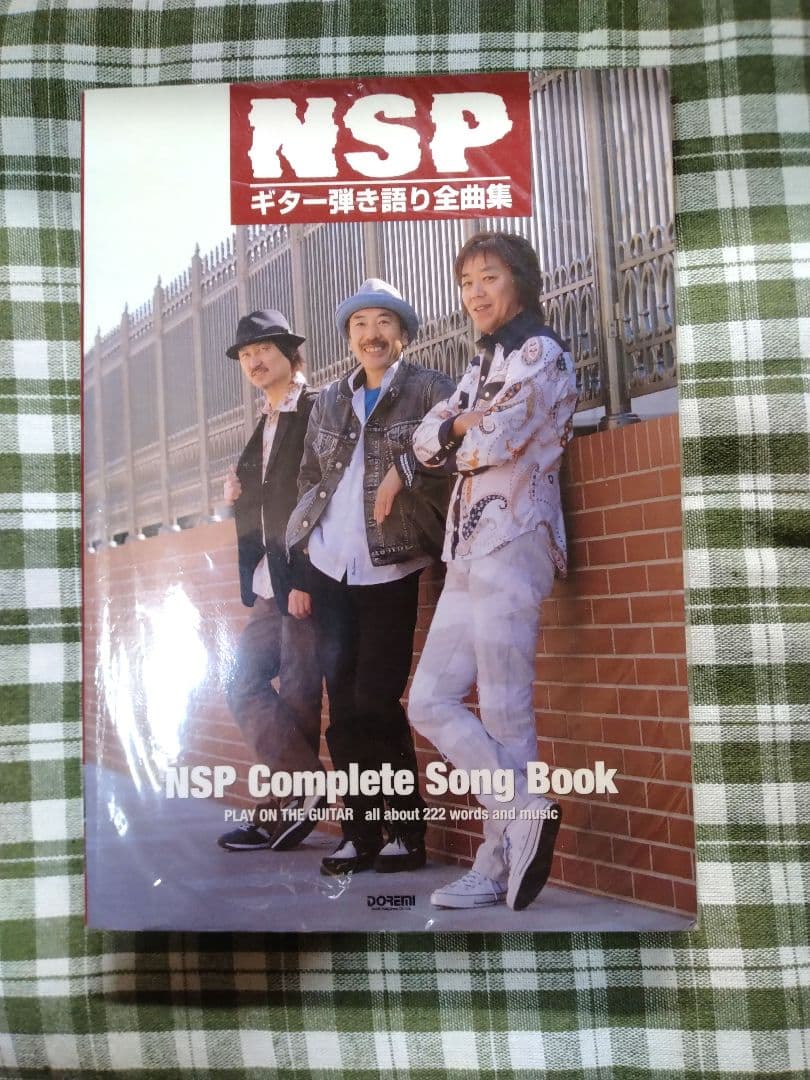 NSP
ギター弾き語り全曲集
NSP Complete Song Book
PLAY ON THE GUITAR all about 222 words and music
DOREMI